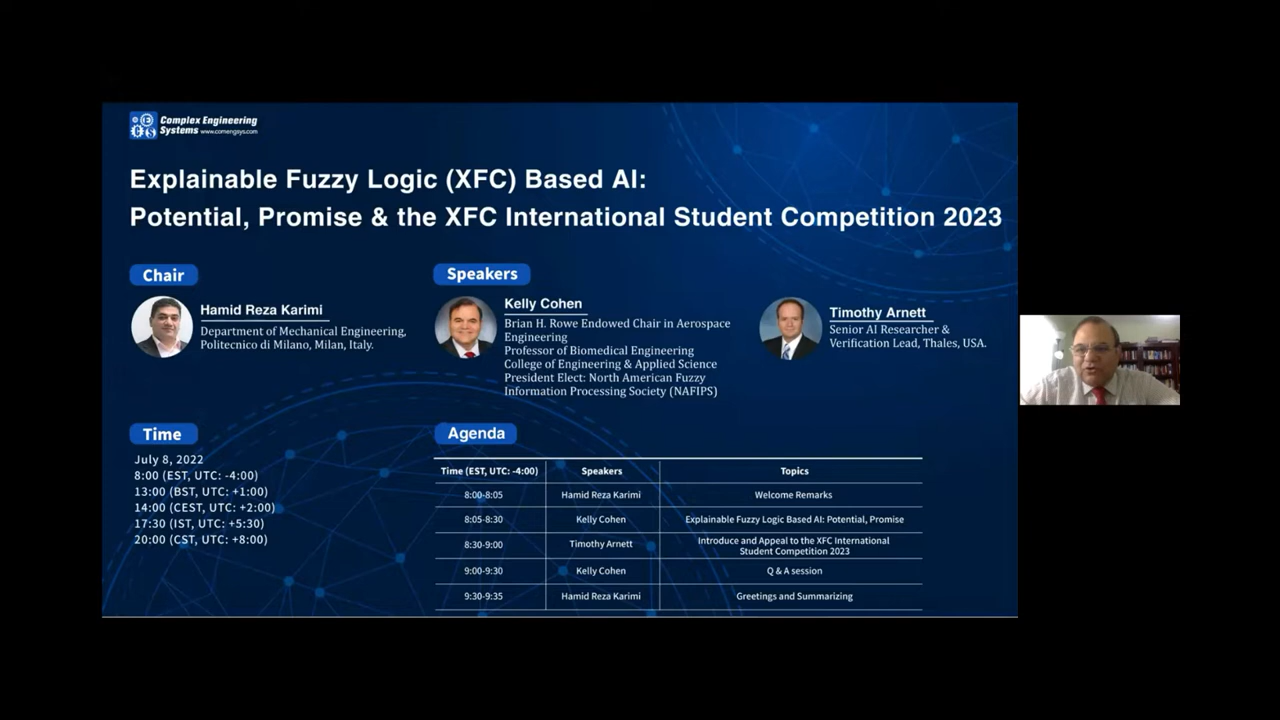 Complex Engineering
Systems www.comengsys.com
Explainable Fuzzy Logic (XFC) Based AI:
Potential, Promise & the XFC International Student Competition 2023
Chair
Hamid Reza Karimi
Department of Mechanical Engineering,
Politecnico di Milano, Milan, Italy.
Speakers
Kelly Cohen
Brian H. Rowe Endowed Chair in Aerospace
Engineering
Professor of Biomedical Engineering
College of Engineering & Applied Science
President Elect: North American Fuzzy
Information Processing Society (NAFIPS)
Timothy Arnett
Senior AI Researcher &
Verification Lead, Thales, USA.
Time
July 8, 2022
8:00 (EST, UTC: -4:00)
13:00 (BST, UTC: +1:00)
14:00 (CEST, UTC: +2:00)
17:30 (IST, UTC: +5:30)
20:00 (CST, UTC: +8:00)
Agenda
Time (EST, UTC: -4:00) Speakers Topics
8:00-8:05 Hamid Reza Karimi Welcome Remarks
8:05-8:30 Kelly Cohen Explainable Fuzzy Logic Based AI: Potential, Promise
8:30-9:00 Timothy Arnett Introduce and Appeal to the XFC International
Student Competition 2023
9:00-9:30 Kelly Cohen Q & A session
9:30-9:35 Hamid Reza Karimi Greetings and Summarizing